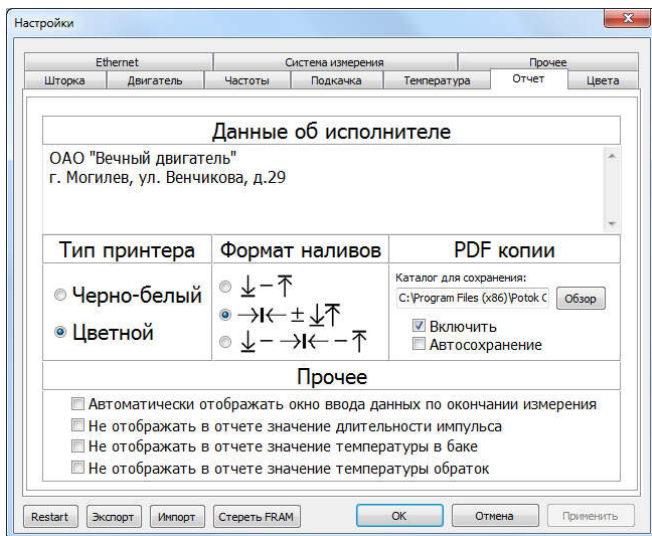 Настройки
Ethernet Система измерения Прочее
Шторка Двигатель Частоты Подкачка Температура Отчет Цвета
Данные об исполнителе
ОАО "Вечный двигатель"
г. Могилев, ул. Венчикова, д.29
Тип принтера Формат наливов PDF копии
Черно-белый
Цветной
Каталог для сохранения:
C:\Program Files (x86)\Potok C
Обзор
Включить
Автосохранение
Прочее
Автоматически отображать окно ввода данных по окончании измерения
Не отображать в отчете значение длительности импульса
Не отображать в отчете значение температуры в баке
Не отображать в отчете значение температуры обраток
Restart Экспорт Импорт Стереть FRAM OK Отмена Применить